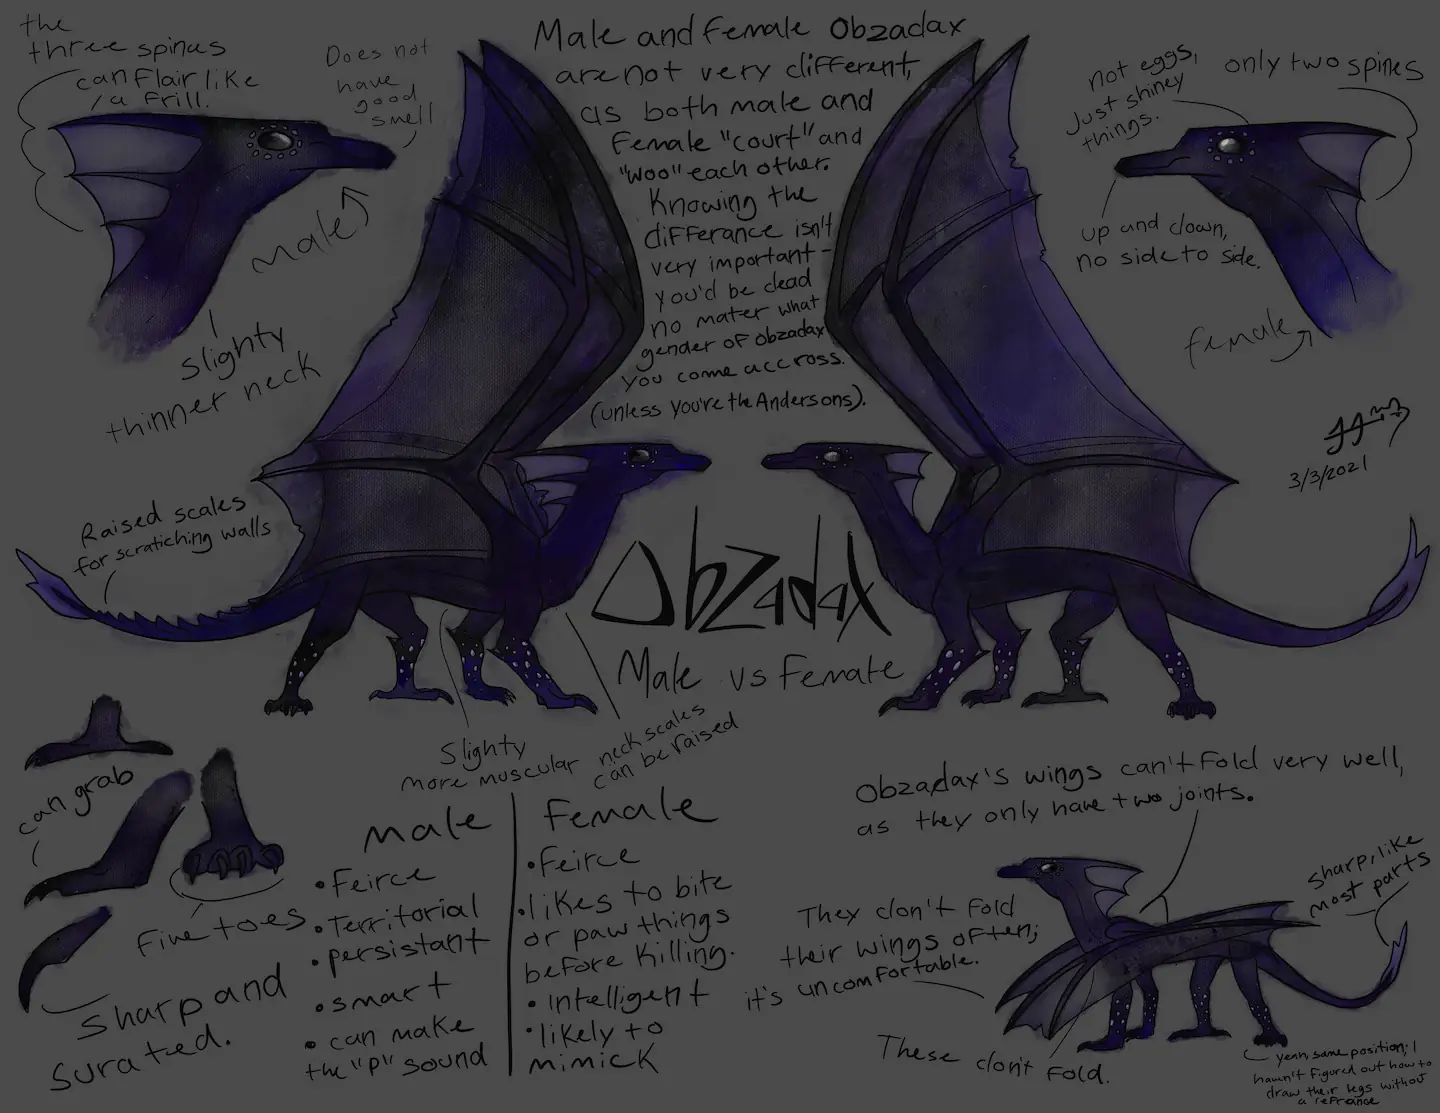 the
three spines
can flair like
a frill.
Does not
have
good
smell
male
Slighty
thinner neck
Male and female Obzadax
are not very different,
as both male and
female "court" and
"woo" each other.
Knowing the
differance isn't
very important -
you'd be dead
no mater what
gender of obzadax
you come accross.
(unless you're the Andersons).
not eggs,
just shiney
things.
only two spines
up and down,
no side to side.
female
3/3/2021
Raised scales
for scratiching walls
Obzadax
Male vs Female
Slighty
more muscular
neck scales
can be raised
can grab
five toes
Sharp and
surated.
male
• Feirce
• Territorial
• persistant
• smart
• can make
the "P" sound
Female
• Feirce
• likes to bite
or paw things
before killing.
• Intelligent
• likely to
mimick
Obzadax's wings can't fold very well,
as they only have two joints.
They don't fold
their wings often;
it's uncomfortable.
These don't fold.
sharp, like
most parts
yeah, same position; I
hawn't figured out how to
draw their legs without
a refrance